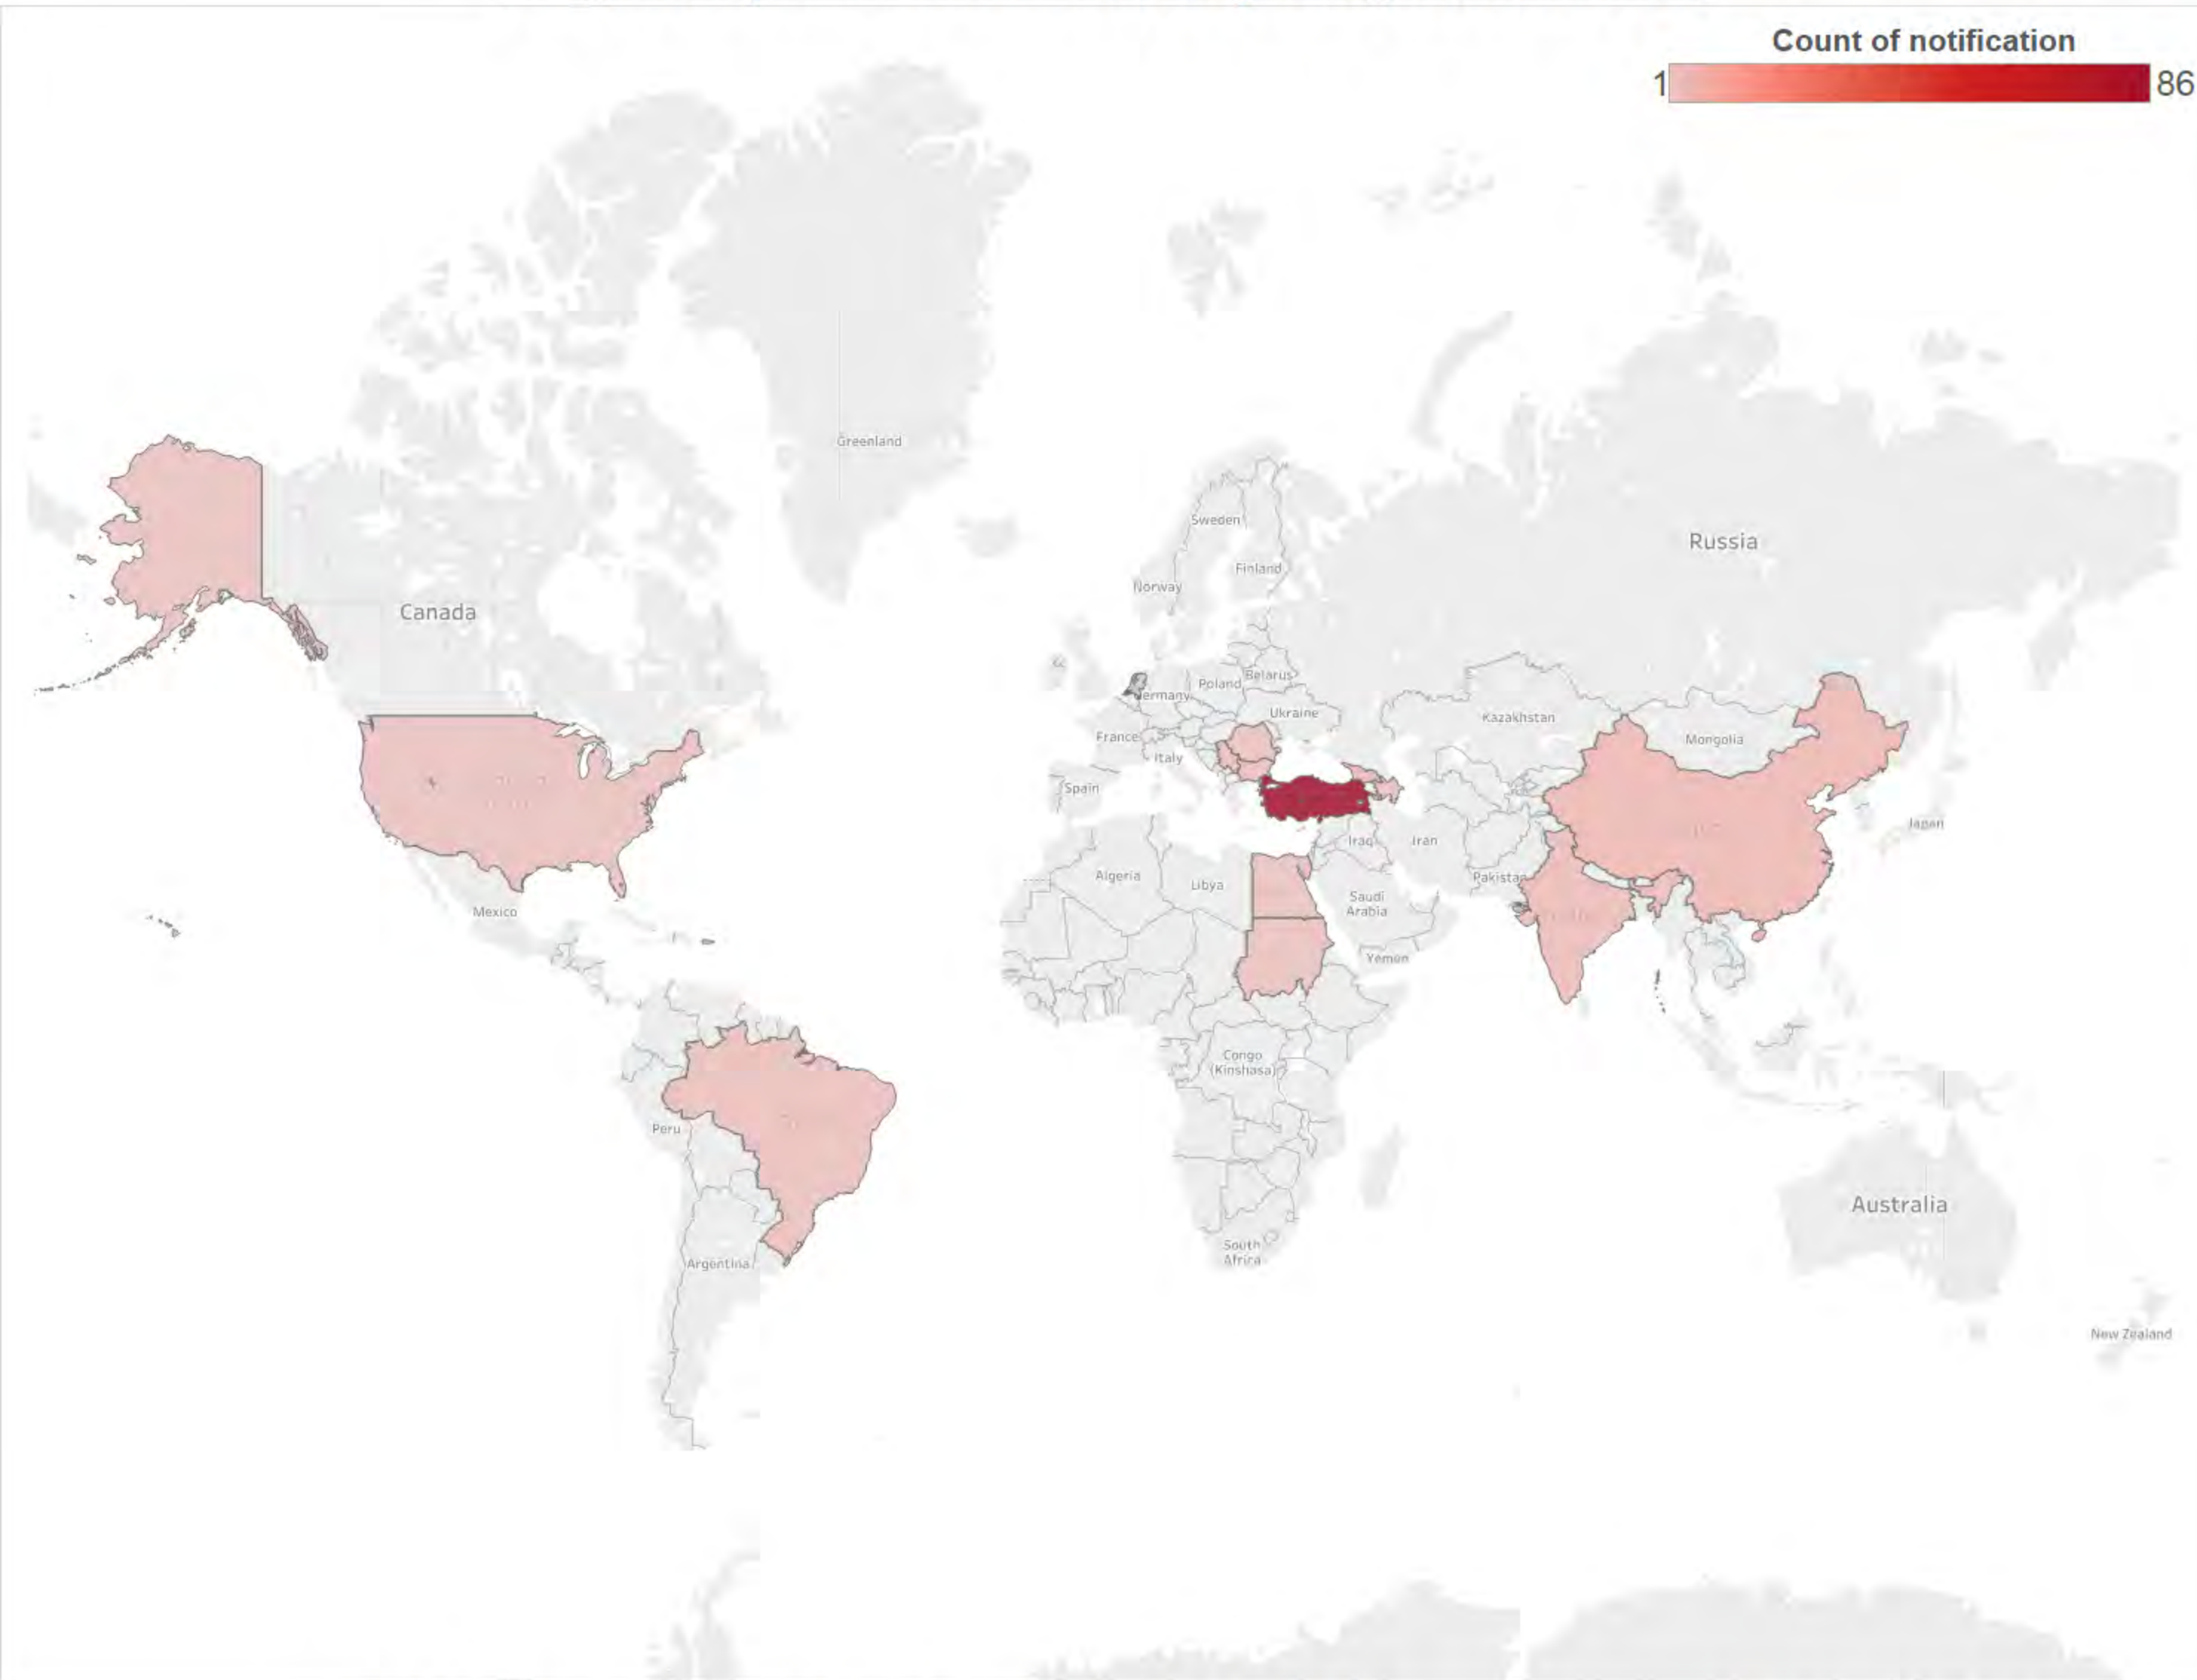 Count of notification
1
86
Greenland
Sweden
Russia
Finland
Norway
Canada
Belarus
Poland
ermany
Ukraine
Kazakhstan
France
Mongolia
Italy
Spain
Japan
Iraq
Iran
Algeria
Pakistan
Libya
Saudi
Arabia
Mexico
Yemen
Congo
(Kinshasa)
Peru
Australia
South
Africa
Argentina
New Zealand